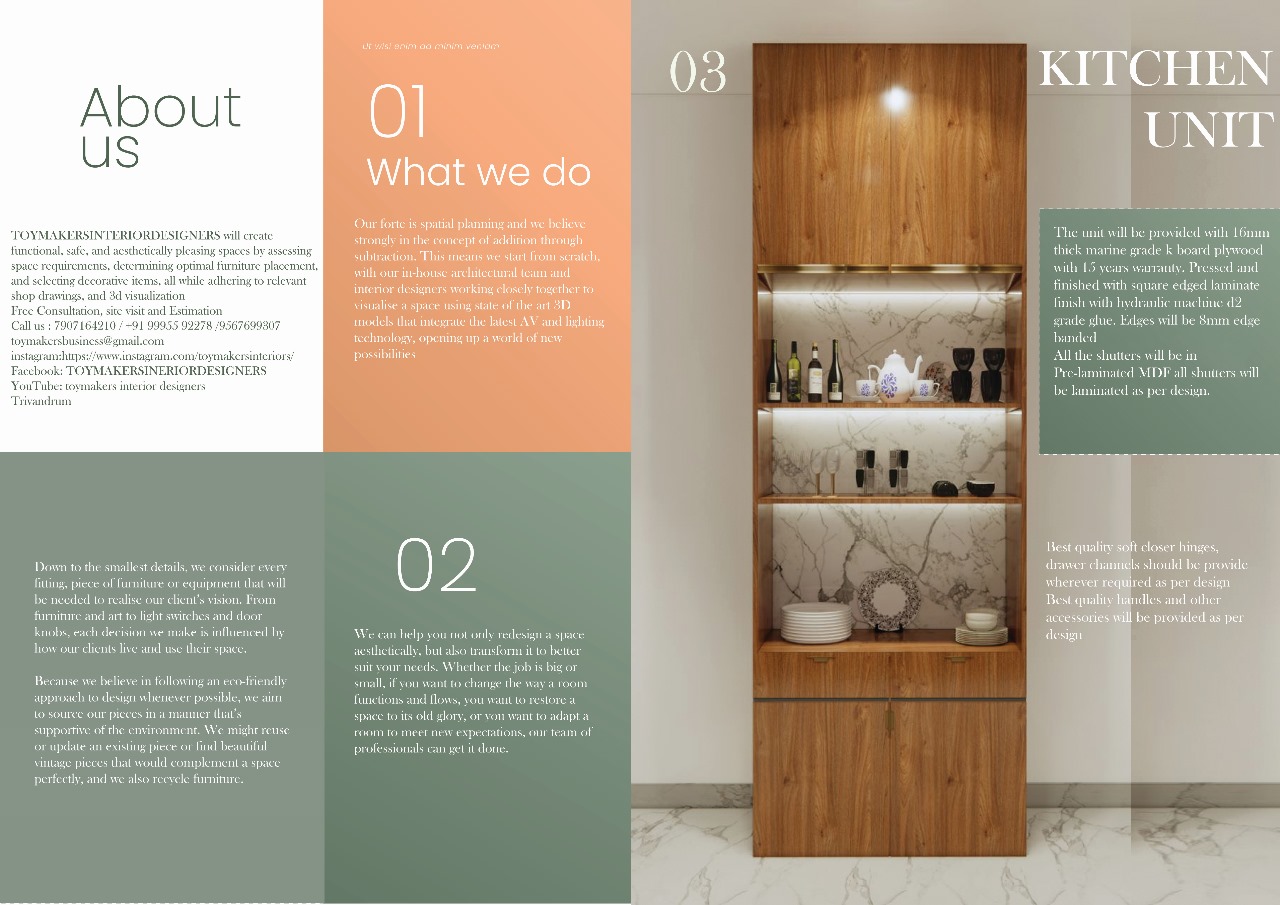 About
us
TOYMAKERSINTERIORDESIGNERS will create
functional, safe, and aesthetically pleasing spaces by assessing
space requirements, determining optimal furniture placement,
and selecting decorative items, all while adhering to relevant
shop drawings, and 3d visualization
Free Consultation, site visit and Estimation
Call us : 7907164210 / +91 99955 92278 /9567699807
toymakersbusiness@gmail.com
instagram:https://www.instagram.com/toymakersinteriors/
Facebook: TOYMAKERSINERIORDESIGNERS
YouTube: toymakers interior designers
Trivandrum
Ut wisi enim ad minim veniam
01
What we do
Our forte is spatial planning and we believe
strongly in the concept of addition through
subtraction. This means we start from scratch,
with our in-house architectural team and
interior designers working closely together to
visualise a space using state of the art 3D
models that integrate the latest AV and lighting
technology, opening up a world of new
possibilities
Down to the smallest details, we consider every
fitting, piece of furniture or equipment that will
be needed to realise our client's vision. From
furniture and art to light switches and door
knobs, each decision we make is influenced by
how our clients live and use their space.
Because we believe in following an eco-friendly
approach to design whenever possible, we aim
to source our pieces in a manner that's
supportive of the environment. We might reuse
or update an existing piece or find beautiful
vintage pieces that would complement a space
perfectly, and we also recycle furniture.
02
We can help you not only redesign a space
aesthetically, but also transform it to better
suit your needs. Whether the job is big or
small, if you want to change the way a room
functions and flows, you want to restore a
space to its old glory, or you want to adapt a
room to meet new expectations, our team of
professionals can get it done.
03
KITCHEN
UNIT
The unit will be provided with 16mm
thick marine grade k board plywood
with 15 years warranty. Pressed and
finished with square edged laminate
finish with hydraulic machine d2
grade glue. Edges will be 8mm edge
banded
All the shutters will be in
Pre-laminated MDF all shutters will
be laminated as per design.
Best quality soft closer hinges,
drawer channels should be provide
wherever required as per design
Best quality handles and other
accessories will be provided as per
design